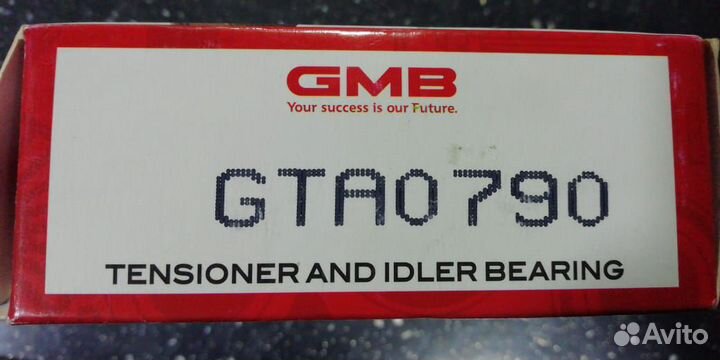 GMB
Your success is our Future.
GTA0790
TENSIONER AND IDLER BEARING
Avito